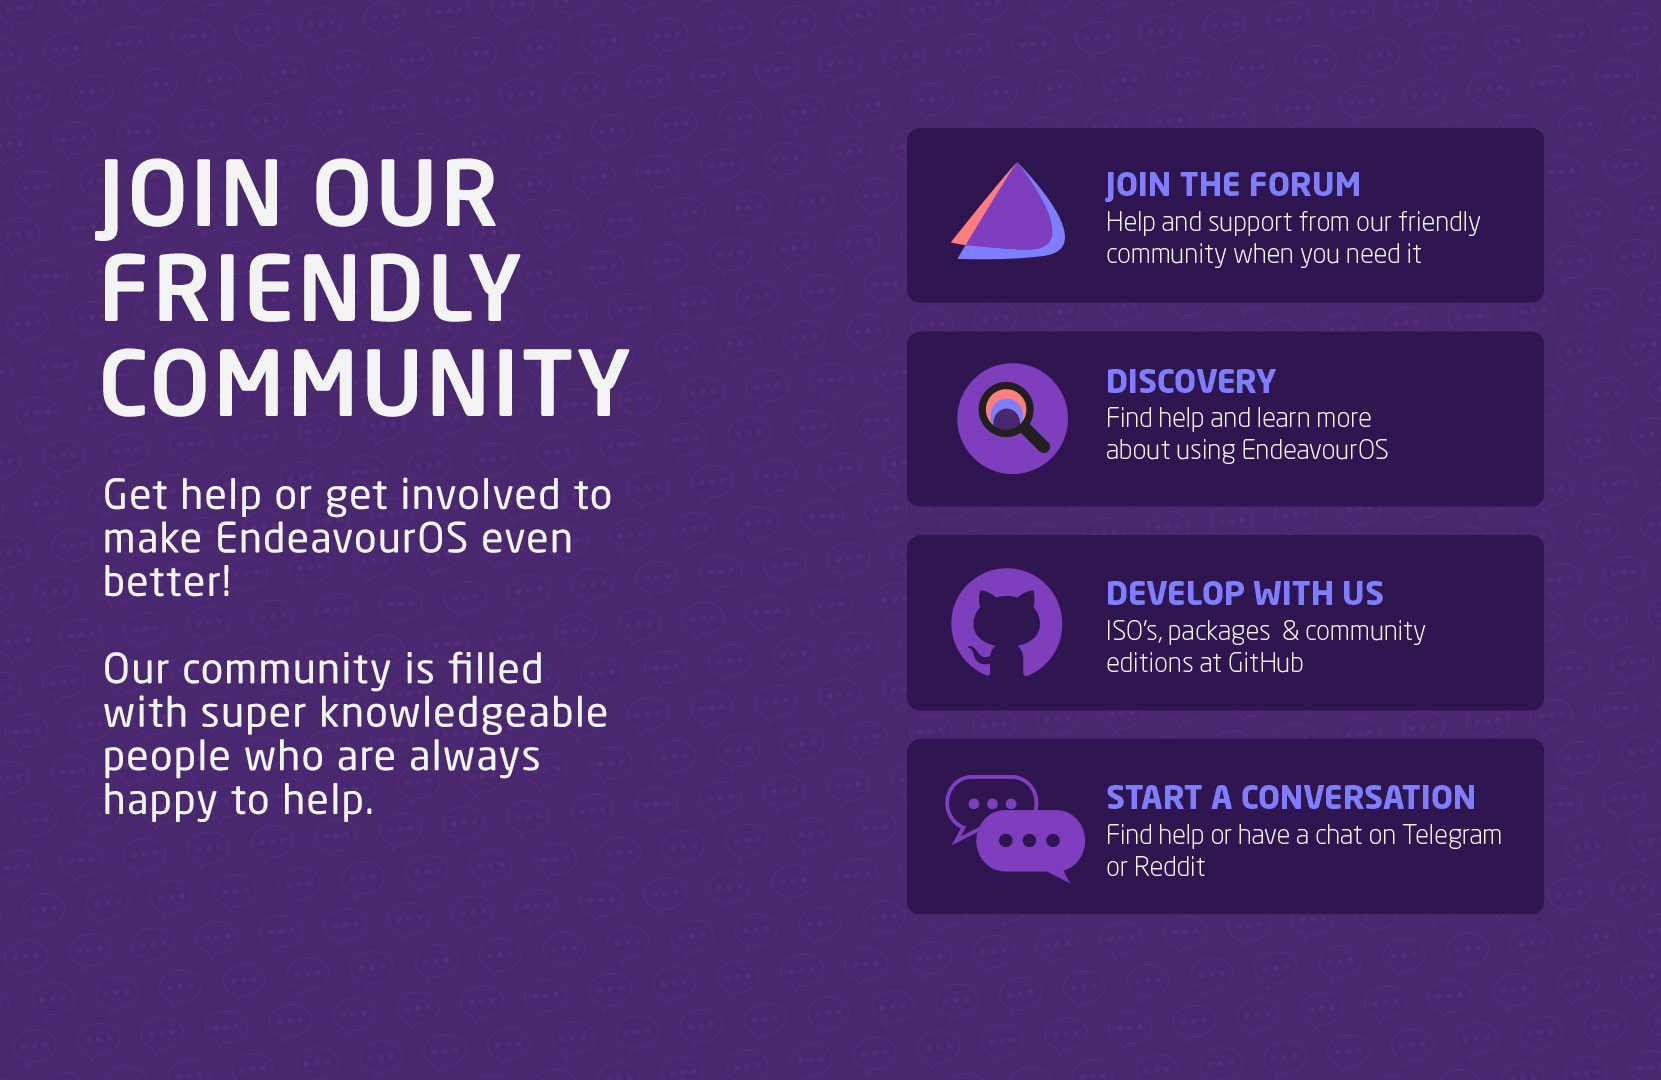 JOIN OUR
FRIENDLY
COMMUNITY
Get help or get involved to
make EndeavourOS even
better!
Our community is filled
with super knowledgeable
people who are always
happy to help.
JOIN THE FORUM
Help and support from our friendly
community when you need it
DISCOVERY
Find help and learn more
about using EndeavourOS
DEVELOP WITH US
ISO's, packages  & community
editions at GitHub
START A CONVERSATION
Find help or have a chat on Telegram
or Reddit